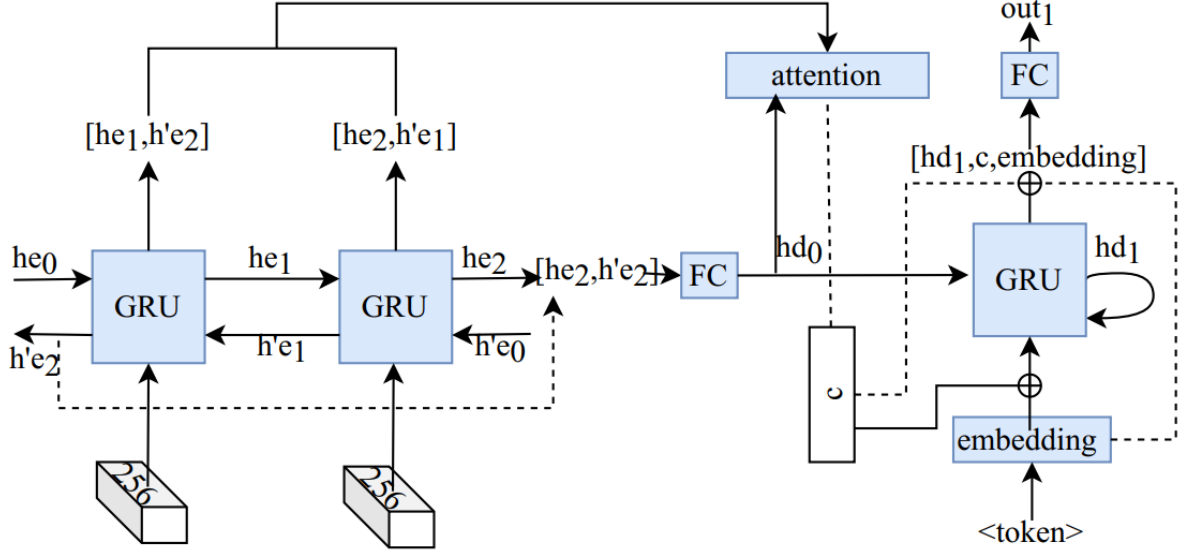 out1
attention
FC
[he1,h'e2]
[he2,h'e1]
[hd1,c,embedding]
he0
he1
he2
[he2,h'e2]
FC
hd0
hd1
GRU
GRU
GRU
h'e2
h'e1
h'e0
c
embedding
256
256
<token>